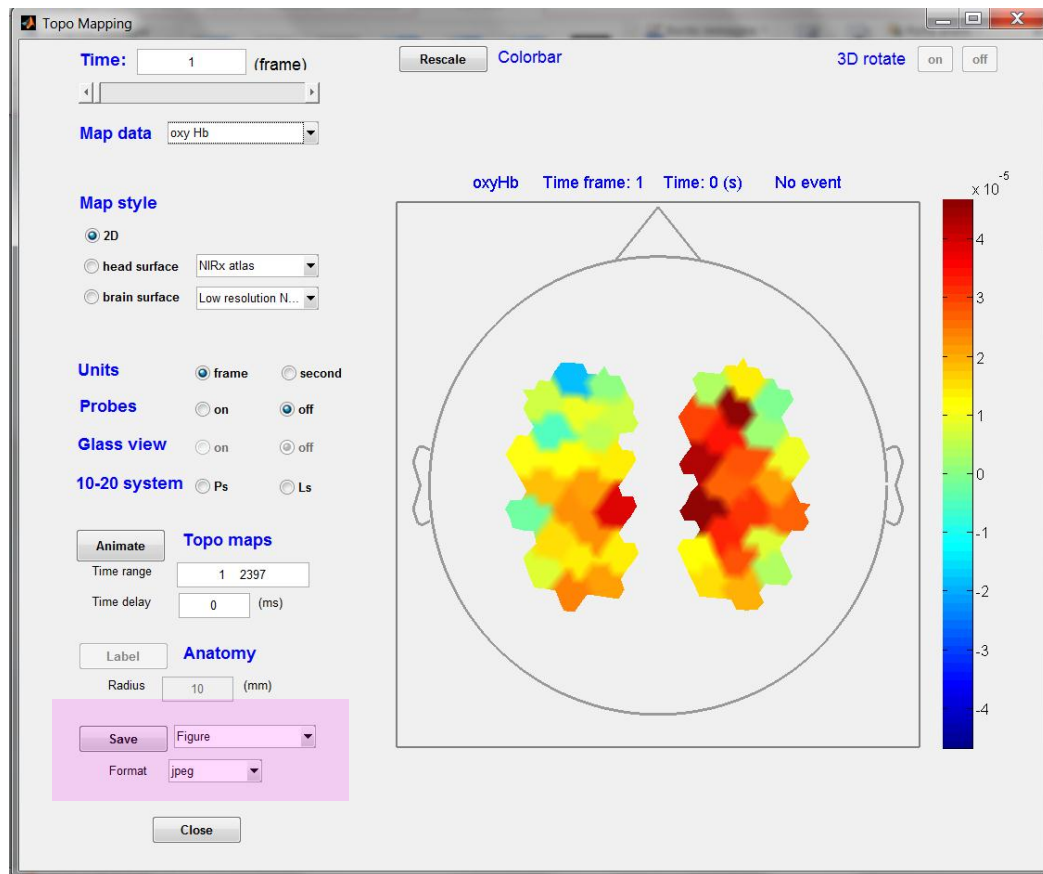 Topo Mapping
Time: 1 (frame)
Rescale Colorbar
3D rotate on off
Map data oxy Hb
Map style
2D
head surface NIRx atlas
brain surface Low resolution N...
Units frame second
Probes on off
Glass view on off
10-20 system Ps Ls
Animate Topo maps
Time range 1 2397
Time delay 0 (ms)
Label Anatomy
Radius 10 (mm)
Save Figure
Format jpeg
Close
oxyHb Time frame: 1 Time: 0 (s) No event
x 10^-5
4
3
2
1
0
-1
-2
-3
-4